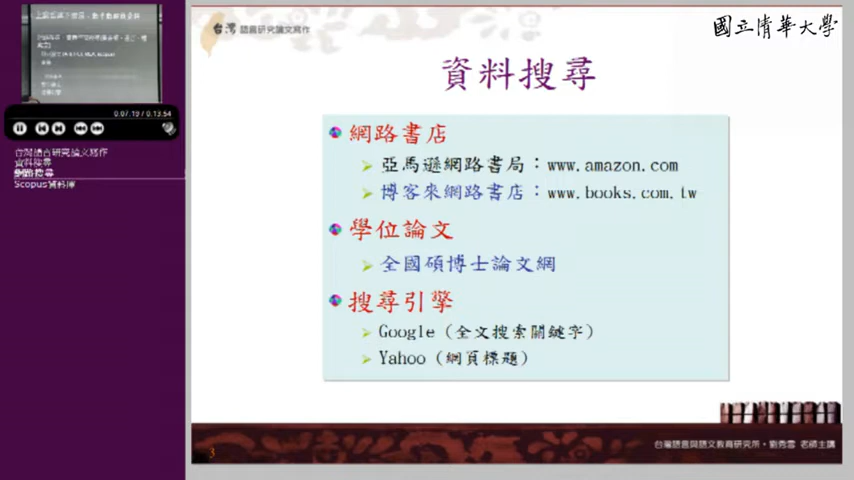 國立清華大學
台灣 語言研究論文寫作
0:07.19 / 0:13.54
台灣語言研究論文寫作
資料搜尋
網路搜尋
Scopus資料庫
資料搜尋
網路書店
亞馬遜網路書局：www.amazon.com
博客來網路書店：www.books.com.tw
學位論文
全國碩博士論文網
搜尋引擎
Google (全文搜索關鍵字)
Yahoo (網頁標題)
3
台灣語言與語文教育研究所・劉秀雪 老師主講